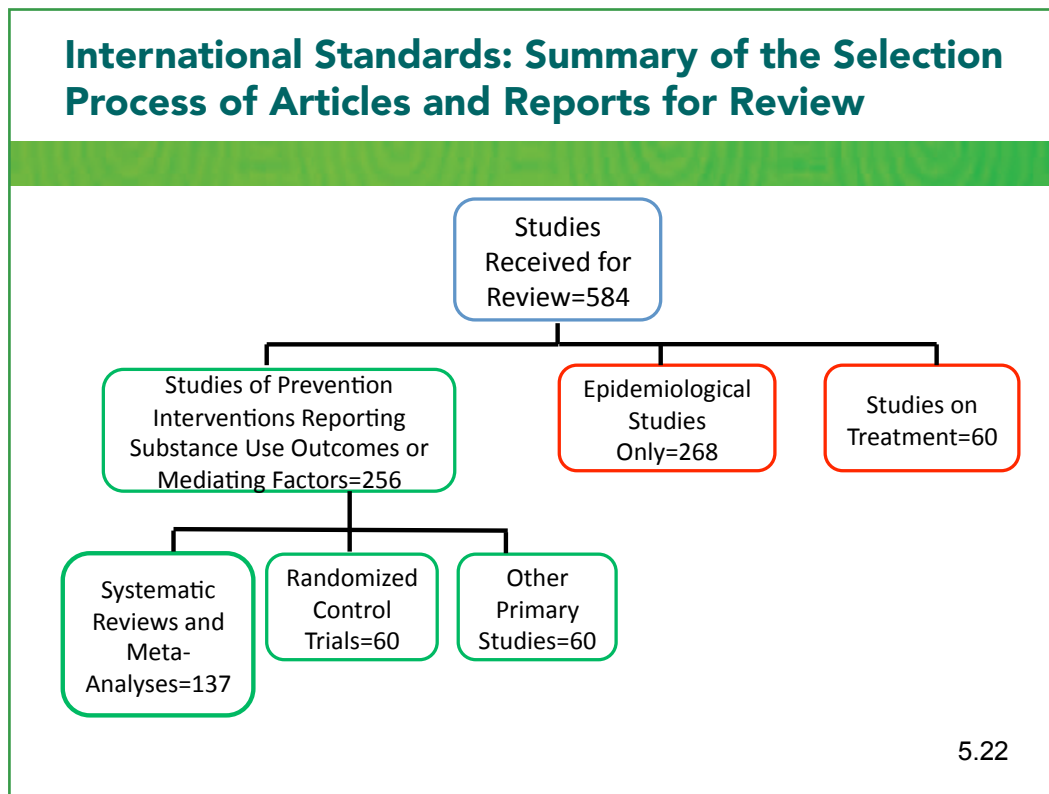 International Standards: Summary of the Selection
Process of Articles and Reports for Review
Studies
Received for
Review=584
Studies of Prevention
Interventions Reporting
Substance Use Outcomes or
Mediating Factors=256
Epidemiological
Studies
Only=268
Studies on
Treatment=60
Systematic
Reviews and
Meta-
Analyses=137
Randomized
Control
Trials=60
Other
Primary
Studies=60
5.22